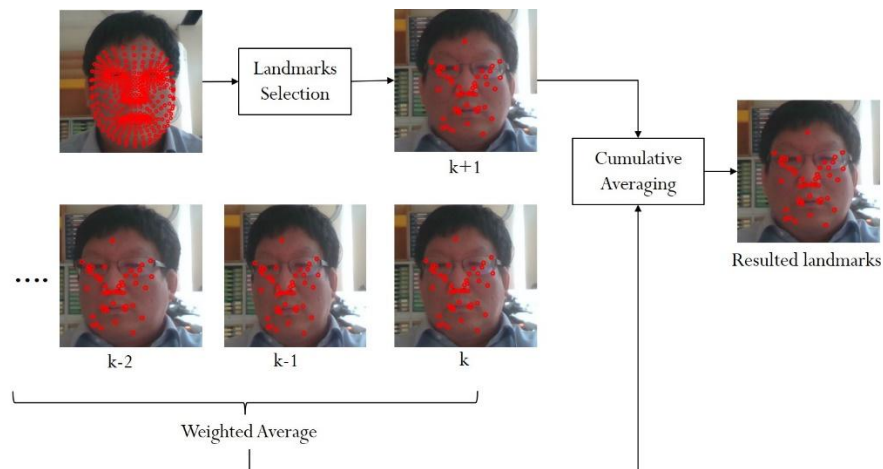 Landmarks
Selection
k+1
Cumulative
Averaging
Resulted landmarks
....
k-2
k-1
k
Weighted Average